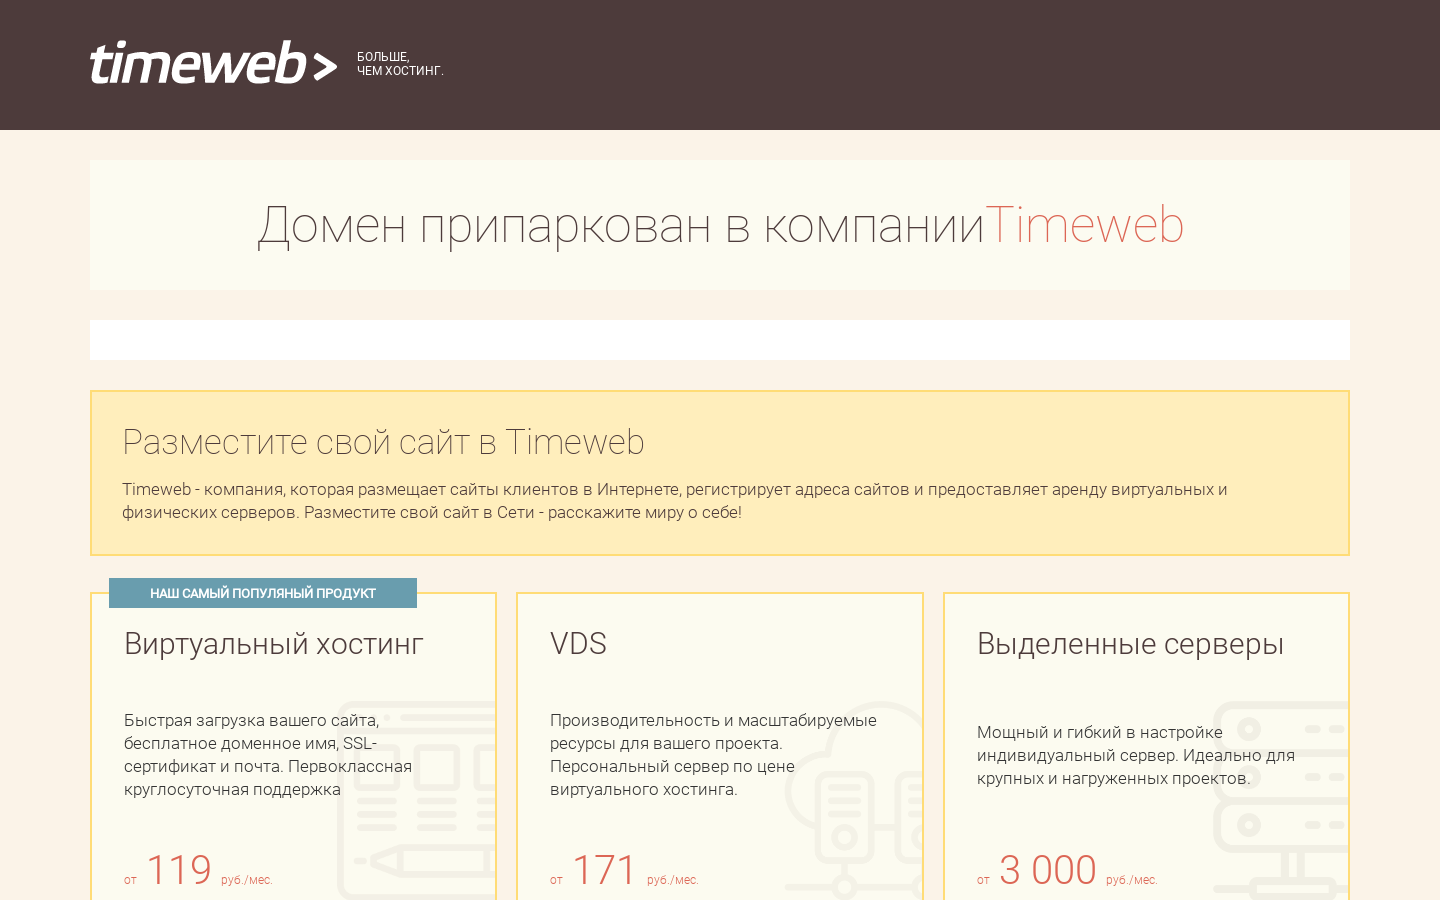 timeweb>
БОЛЬШЕ,
ЧЕМ ХОСТИНГ.
Домен припаркован в компанииTimeweb
Разместите свой сайт в Timeweb
Timeweb - компания, которая размещает сайты клиентов в Интернете, регистрирует адреса сайтов и предоставляет аренду виртуальных и
физических серверов. Разместите свой сайт в Сети - расскажите миру о себе!
НАШ САМЫЙ ПОПУЛЯНЫЙ ПРОДУКТ
Виртуальный хостинг
Быстрая загрузка вашего сайта,
бесплатное доменное имя, SSL-
сертификат и почта. Первоклассная
круглосуточная поддержка
от 119 руб./мес.
VDS
Производительность и масштабируемые
ресурсы для вашего проекта.
Персональный сервер по цене
виртуального хостинга.
от 171 руб./мес.
Выделенные серверы
Мощный и гибкий в настройке
индивидуальный сервер. Идеально для
крупных и нагруженных проектов.
от 3 000 руб./мес.